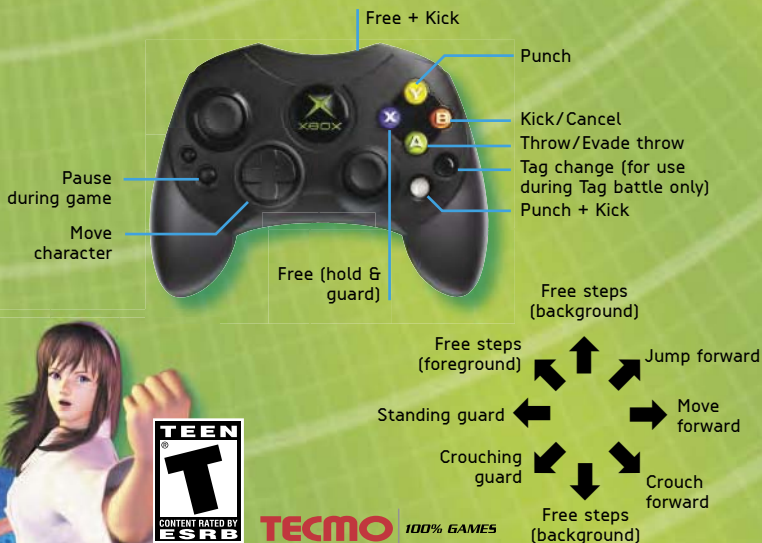 Free + Kick
Punch
Kick/Cancel
Throw/Evade throw
Tag change (for use
during Tag battle only)
Punch + Kick
Y
X
B
A
XBOX
Pause
during game
Move
character
Free (hold &
guard)
Free steps
(background)
Free steps
(foreground)
Jump forward
Standing guard
Move
forward
Crouching
guard
Crouch
forward
Free steps
(background)
TEEN
®
T
CONTENT RATED BY
ESRB
TECMO
100% GAMES